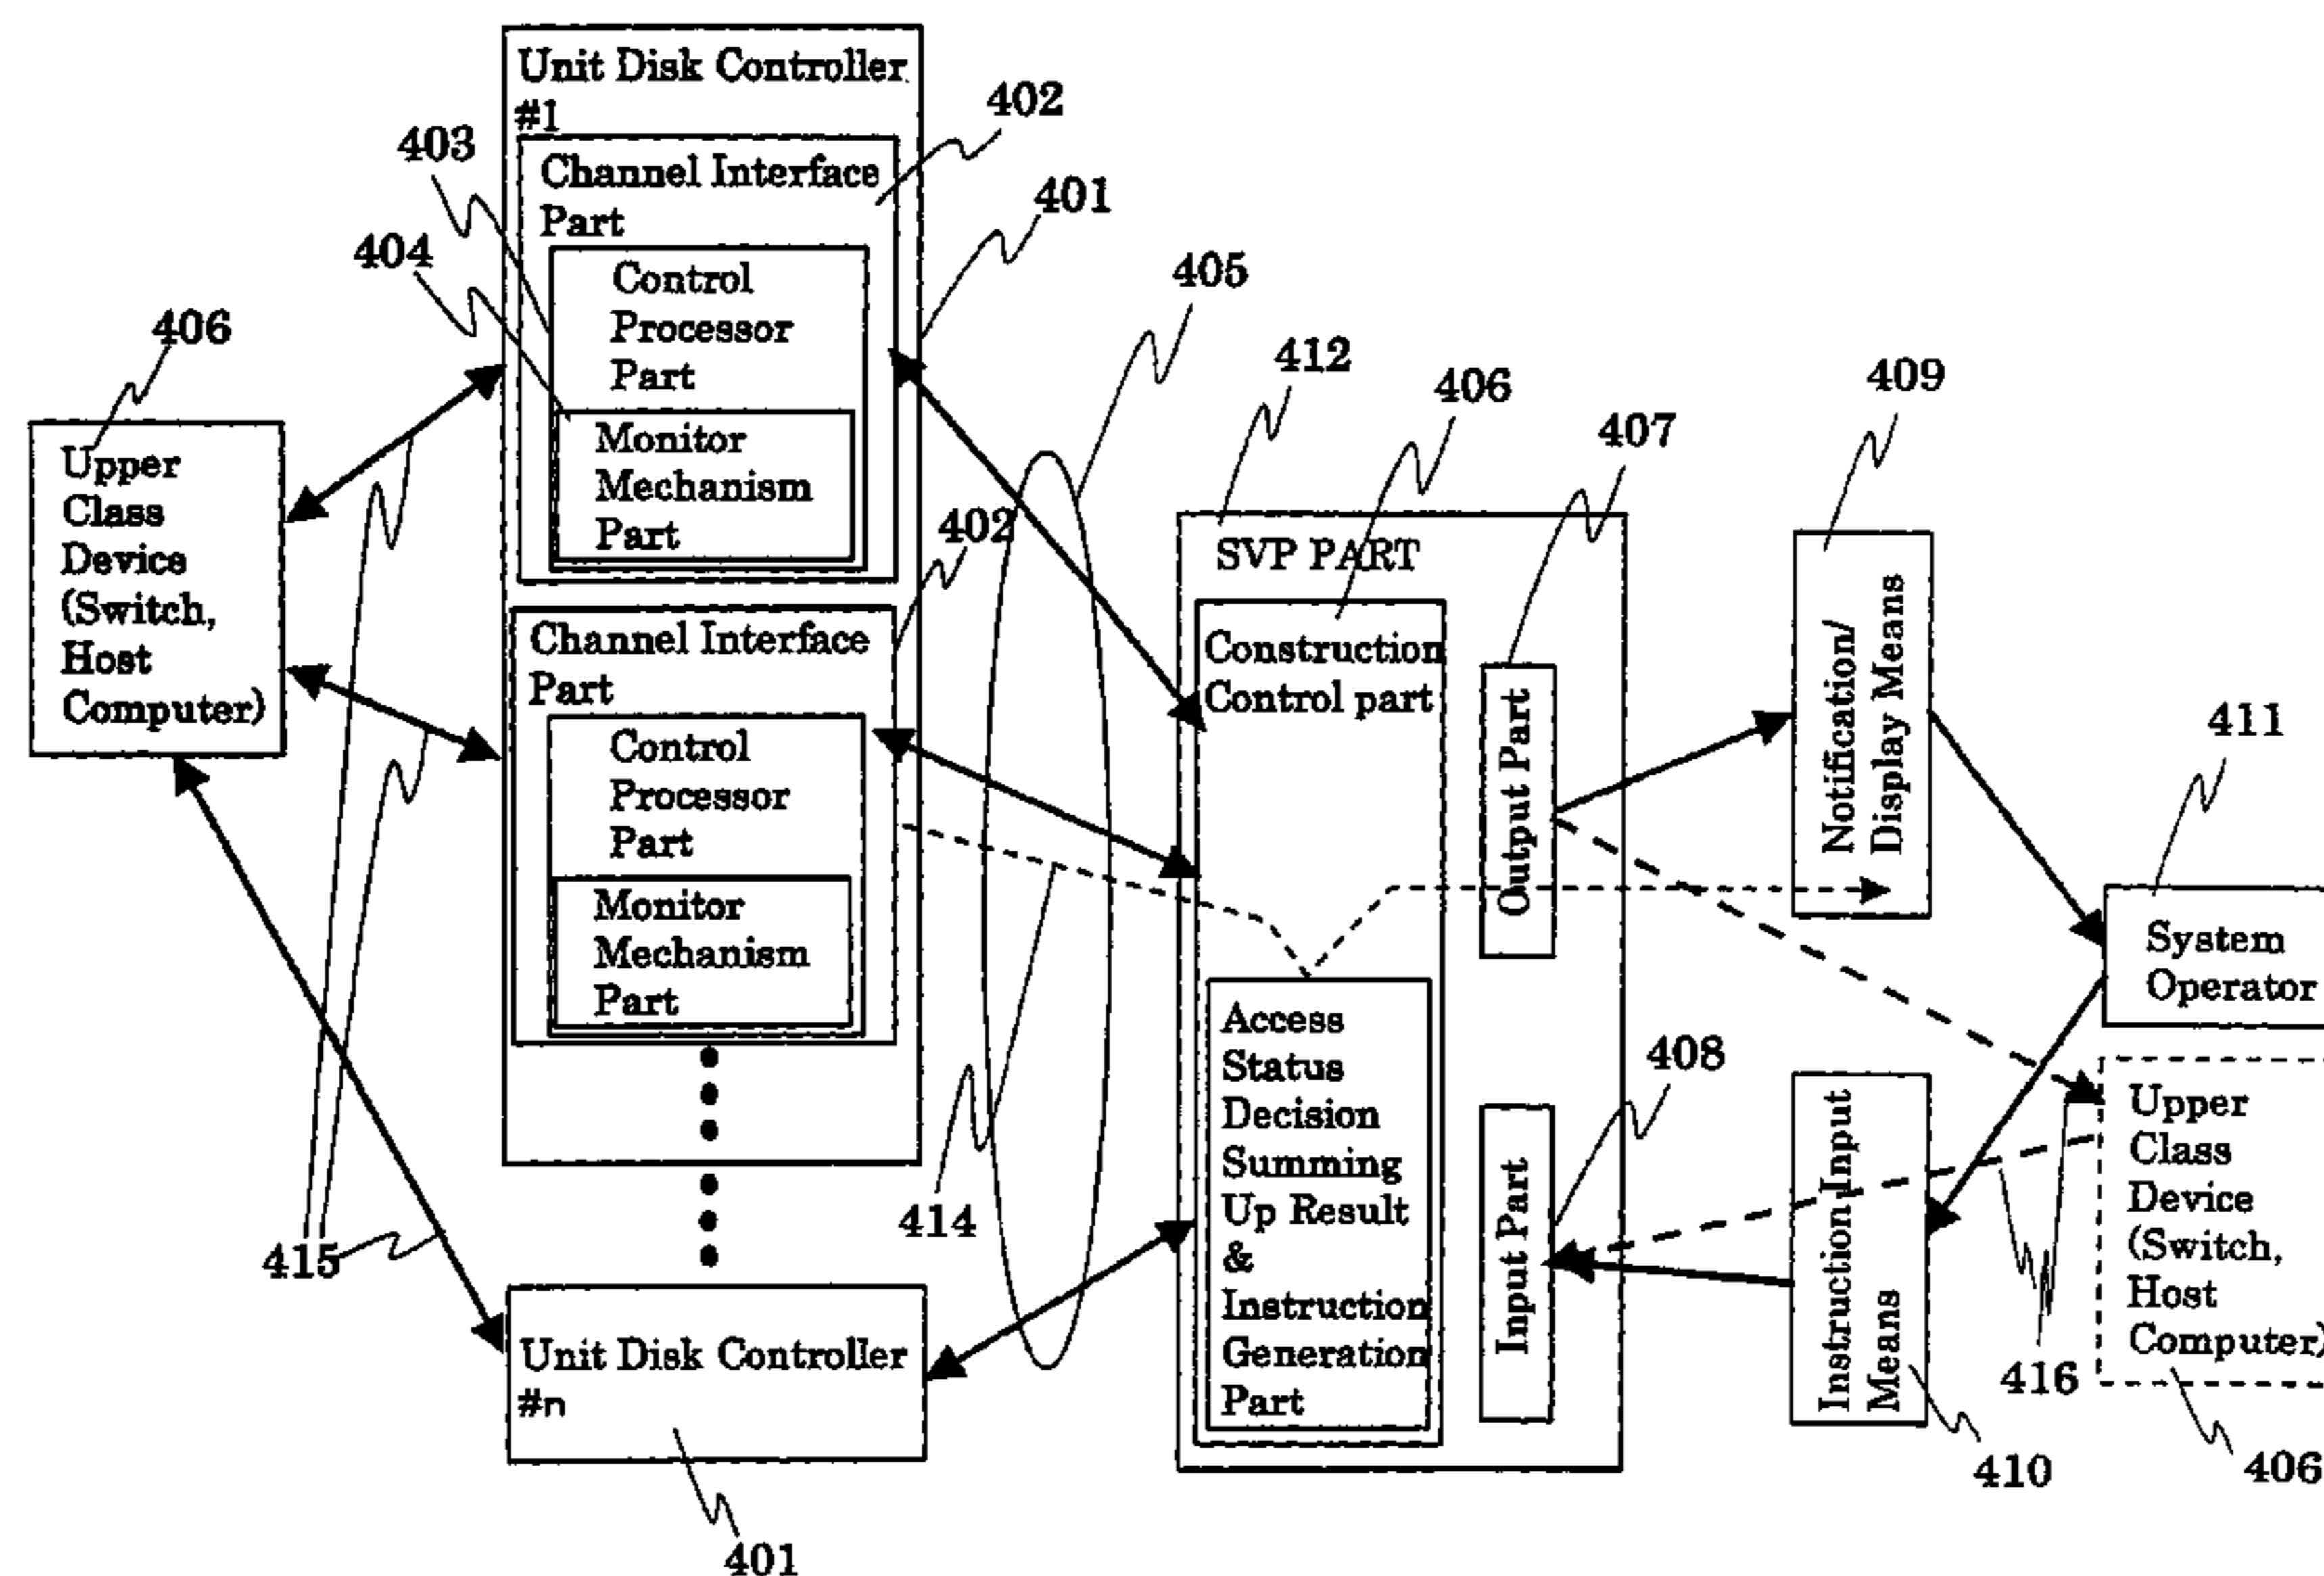 Unit Disk Controller
#1
402
403
Channel Interface
Part
401
404
Control
Processor
Part
405
406
Monitor
Mechanism
Part
Upper
Class
Device
(Switch,
Host
Computer)
402
Channel Interface
Part
Control
Processor
Part
Monitor
Mechanism
Part
412
406
407
409
SVP PART
Construction
Control part
Output Part
Notification/
Display Means
411
System
Operator
Access
Status
Decision
Summing
Up Result
&
Instruction
Generation
Part
408
Input Part
Instruction Input
Means
Upper
Class
Device
(Switch,
Host
Computer)
414
415
416
410
406
Unit Disk Controller
#n
401